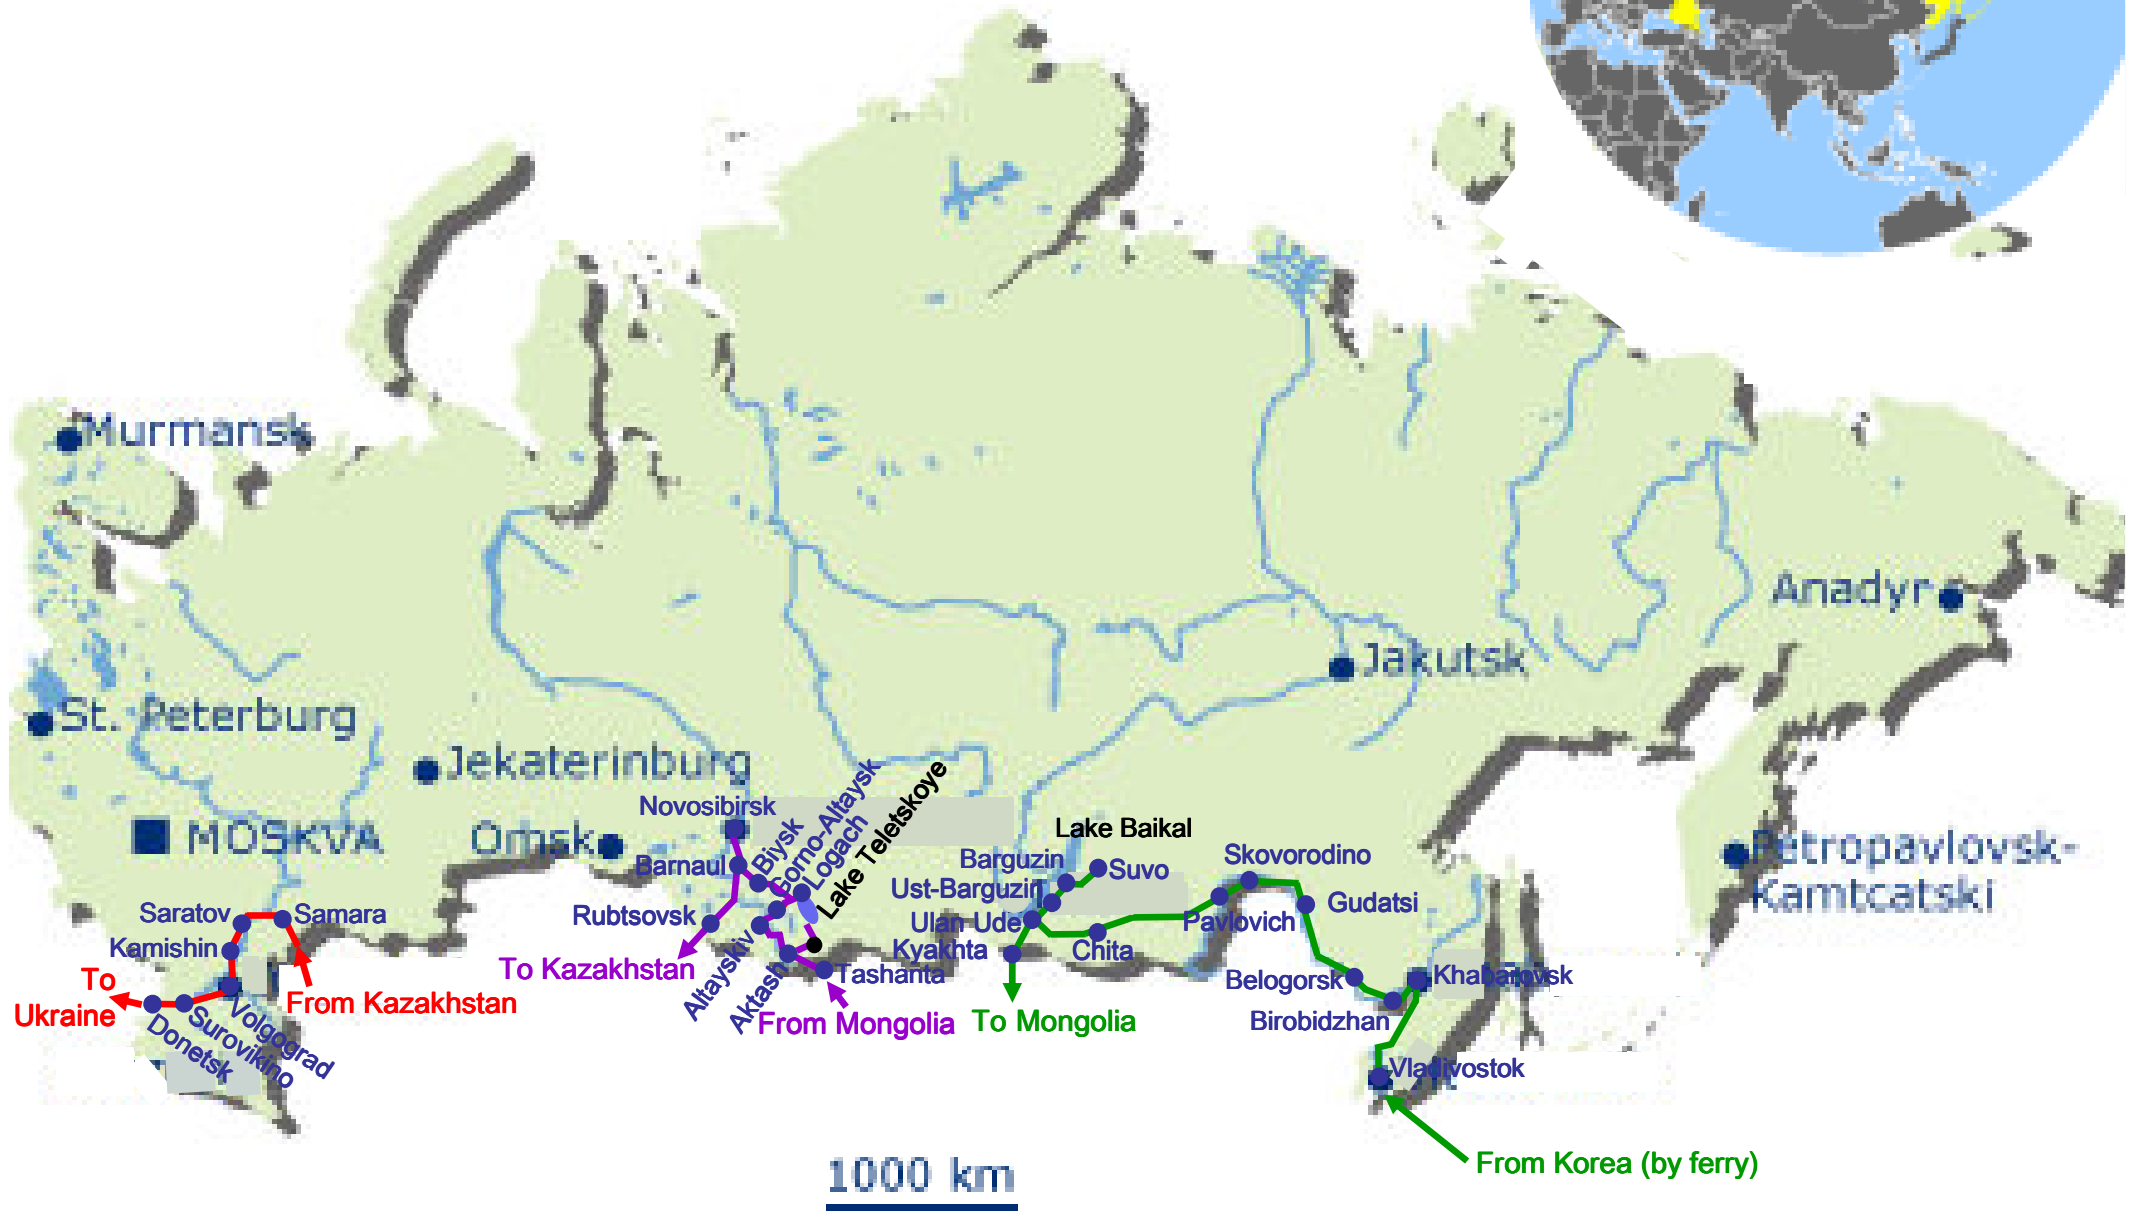 Murmansk
Anadyr
Jakutsk
St. Peterburg
Jekaterinburg
MOSKVA
Omsk
Petropavlovsk-
Kamtcatski
Novosibirsk
Barnaul
Biysk
Gorno-Altaysk
Logach
Lake Teletskoye
Rubtsovsk
To Kazakhstan
Altayskiv
Aktash
Tashanta
From Mongolia
Lake Baikal
Barguzin
Suvo
Ust-Barguzin
Ulan Ude
Kyakhta
Chita
To Mongolia
Skovorodino
Pavlovich
Gudatsi
Belogorsk
Khabarovsk
Birobidzhan
Vladivostok
From Korea (by ferry)
Saratov
Samara
Kamishin
From Kazakhstan
To
Ukraine
Volgograd
Surovikino
Donetsk
1000 km